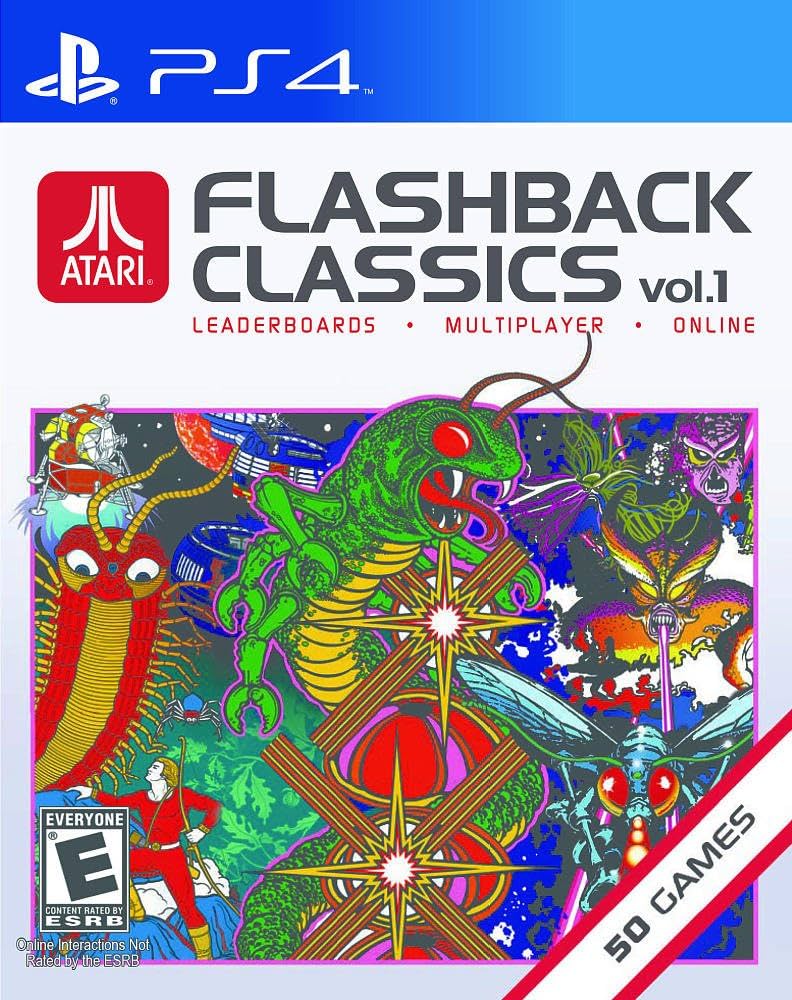 PS4™
ATARI®
FLASHBACK
CLASSICS vol.1
LEADERBOARDS • MULTIPLAYER • ONLINE
50 GAMES
EVERYONE
E
®
CONTENT RATED BY
ESRB
Online Interactions Not
Rated by the ESRB